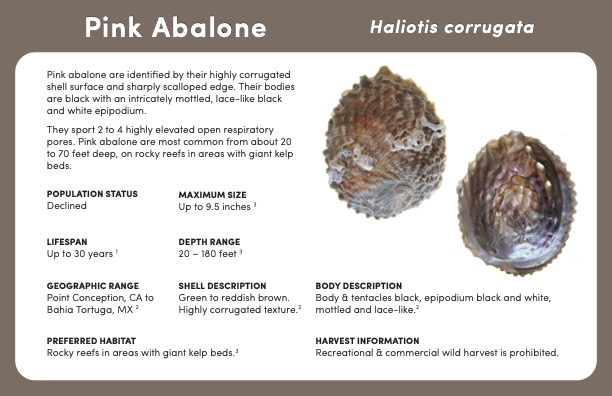 Pink Abalone
Haliotis corrugata
Pink abalone are identified by their highly corrugated
shell surface and sharply scalloped edge. Their bodies
are black with an intricately mottled, lace-like black
and white epipodium.
They sport 2 to 4 highly elevated open respiratory
pores. Pink abalone are most common from about 20
to 70 feet deep, on rocky reefs in areas with giant kelp
beds.
POPULATION STATUS
Declined
MAXIMUM SIZE
Up to 9.5 inches ³
LIFESPAN
Up to 30 years ¹
DEPTH RANGE
20 – 180 feet ³
GEOGRAPHIC RANGE
Point Conception, CA to
Bahia Tortuga, MX ²
SHELL DESCRIPTION
Green to reddish brown.
Highly corrugated texture.²
BODY DESCRIPTION
Body & tentacles black, epipodium black and white,
mottled and lace-like.²
PREFERRED HABITAT
Rocky reefs in areas with giant kelp beds.³
HARVEST INFORMATION
Recreational & commercial wild harvest is prohibited.